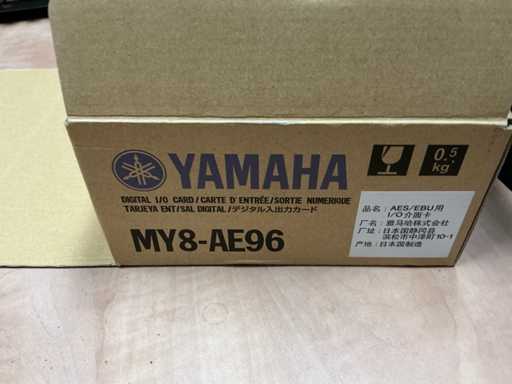 YAMAHA
DIGITAL I/O CARD/CARTE D'ENTRÉE/SORTIE NUMERIQUE
TARJEYA ENT/SAL DIGITAL/デジタル入出力カード
MY8-AE96
0.5
kg
品名: AES/EBU用
I/O介面卡
厂名: 雅马哈株式会社
厂址: 日本国静冈县
浜松市中泽町10-1
产地: 日本国制造